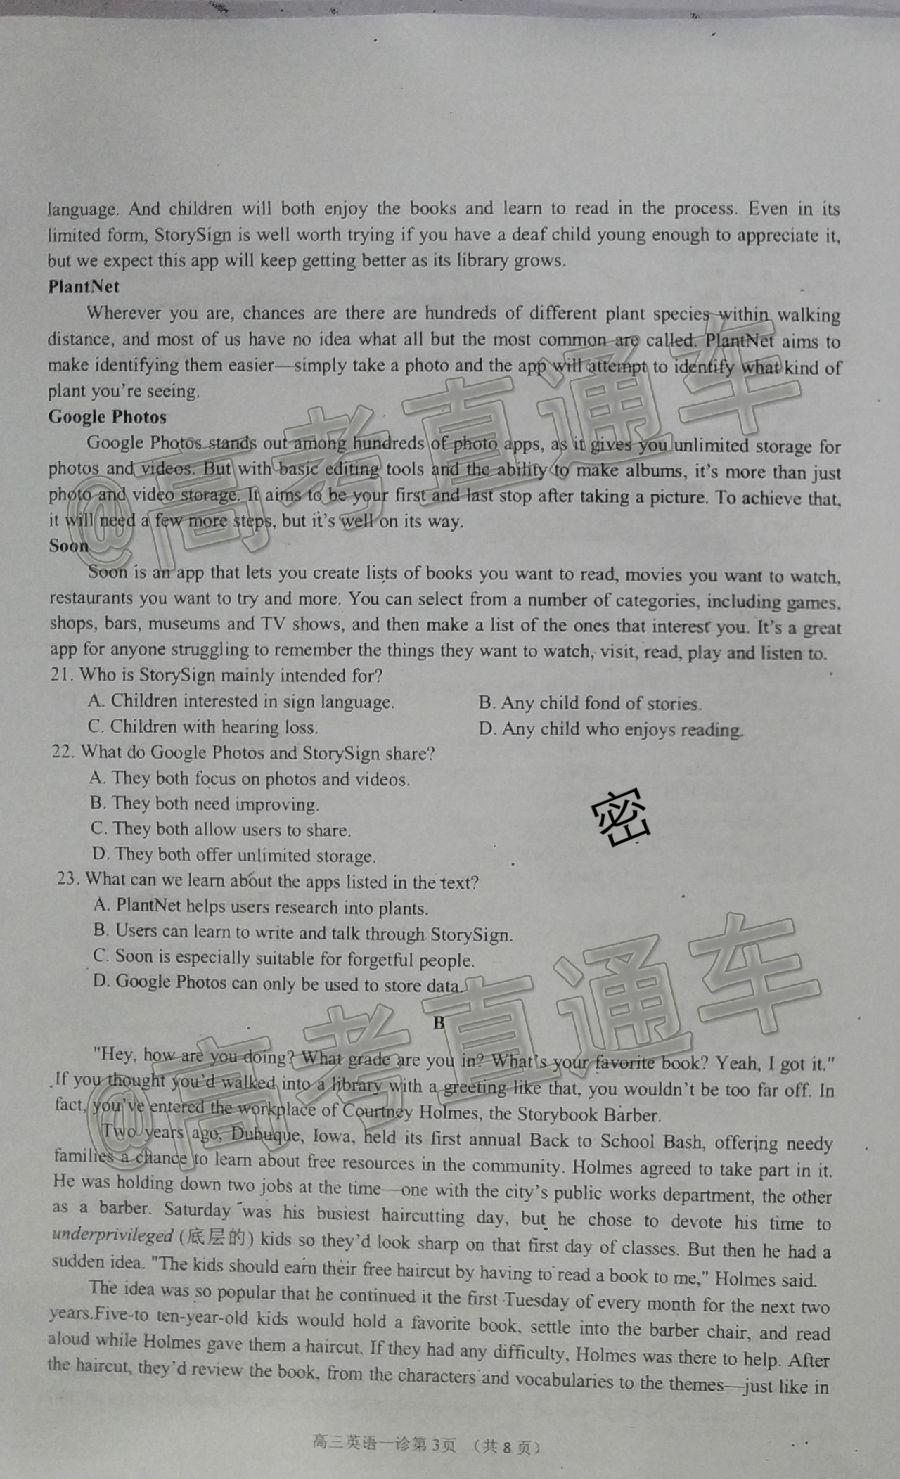 language. And children will both enjoy the books and learn to read in the process. Even in its
limited form, StorySign is well worth trying if you have a deaf child young enough to appreciate it,
but we expect this app will keep getting better as its library grows.
PlantNet
Wherever you are, chances are there are hundreds of different plant species within walking
distance, and most of us have no idea what all but the most common are called. PlantNet aims to
make identifying them easier—simply take a photo and the app will attempt to identify what kind of
plant you're seeing.
Google Photos
Google Photos stands out among hundreds of photo apps, as it gives you unlimited storage for
photos and videos. But with basic editing tools and the ability to make albums, it's more than just
photo and video storage. It aims to be your first and last stop after taking a picture. To achieve that,
it will need a few more steps, but it's well on its way.
@高考直通车
Soon
Soon is an app that lets you create lists of books you want to read, movies you want to watch,
restaurants you want to try and more. You can select from a number of categories, including games,
shops, bars, museums and TV shows, and then make a list of the ones that interest you. It's a great
app for anyone struggling to remember the things they want to watch, visit, read, play and listen to.
21. Who is StorySign mainly intended for?
A. Children interested in sign language. B. Any child fond of stories.
C. Children with hearing loss. D. Any child who enjoys reading.
22. What do Google Photos and StorySign share?
A. They both focus on photos and videos.
B. They both need improving.
密
C. They both allow users to share.
D. They both offer unlimited storage.
23. What can we learn about the apps listed in the text?
A. PlantNet helps users research into plants.
B. Users can learn to write and talk through StorySign.
C. Soon is especially suitable for forgetful people.
D. Google Photos can only be used to store data.
B
"Hey, how are you doing? What grade are you in? What's your favorite book? Yeah, I got it."
If you thought you'd walked into a library with a greeting like that, you wouldn't be too far off. In
fact, you've entered the workplace of Courtney Holmes, the Storybook Barber.
@高考直通车
Two years ago, Dubuque, Iowa, held its first annual Back to School Bash, offering needy
families a chance to learn about free resources in the community. Holmes agreed to take part in it.
He was holding down two jobs at the time—one with the city's public works department, the other
as a barber. Saturday was his busiest haircutting day, but he chose to devote his time to
underprivileged (底层的) kids so they'd look sharp on that first day of classes. But then he had a
sudden idea. "The kids should earn their free haircut by having to read a book to me," Holmes said.
The idea was so popular that he continued it the first Tuesday of every month for the next two
years.Five-to ten-year-old kids would hold a favorite book, settle into the barber chair, and read
aloud while Holmes gave them a haircut. If they had any difficulty, Holmes was there to help. After
the haircut, they'd review the book, from the characters and vocabularies to the themes—just like in
高三英语一诊第3页 (共8页)